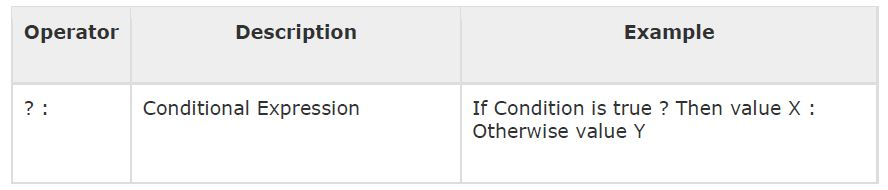 Operator Description Example
? : Conditional Expression If Condition is true ? Then value X :
Otherwise value Y